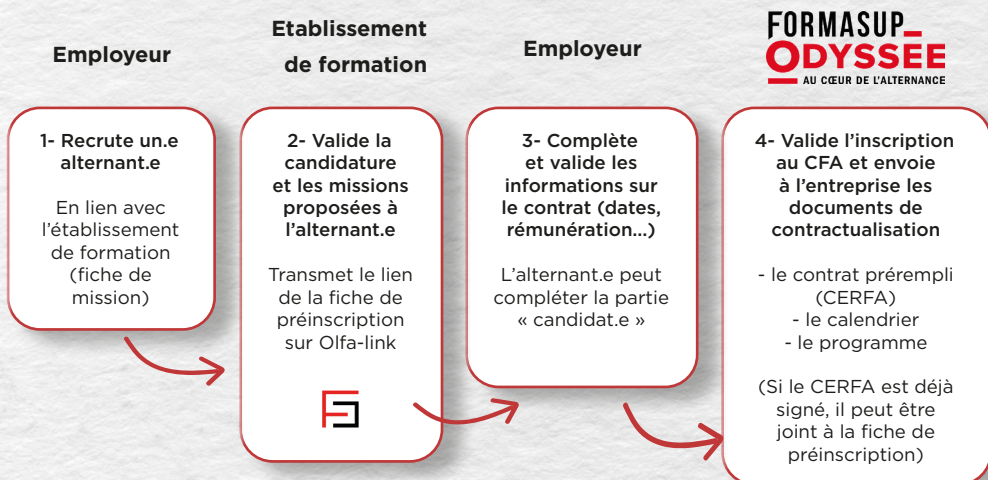 Employeur
Etablissement
de formation
Employeur
FORMASUP_
ODYSSÉE
AU CŒUR DE L'ALTERNANCE
1- Recrute un.e
alternant.e
En lien avec
l'établissement
de formation
(fiche de
mission)
2- Valide la
candidature
et les missions
proposées à
l'alternant.e
Transmet le lien
de la fiche de
préinscription
sur Olfa-link
3- Complète
et valide les
informations sur
le contrat (dates,
rémunération...)
L'alternant.e peut
compléter la partie
« candidat.e »
4- Valide l'inscription
au CFA et envoie
à l'entreprise les
documents de
contractualisation
- le contrat prérempli
(CERFA)
- le calendrier
- le programme
(Si le CERFA est déjà
signé, il peut être
joint à la fiche de
préinscription)